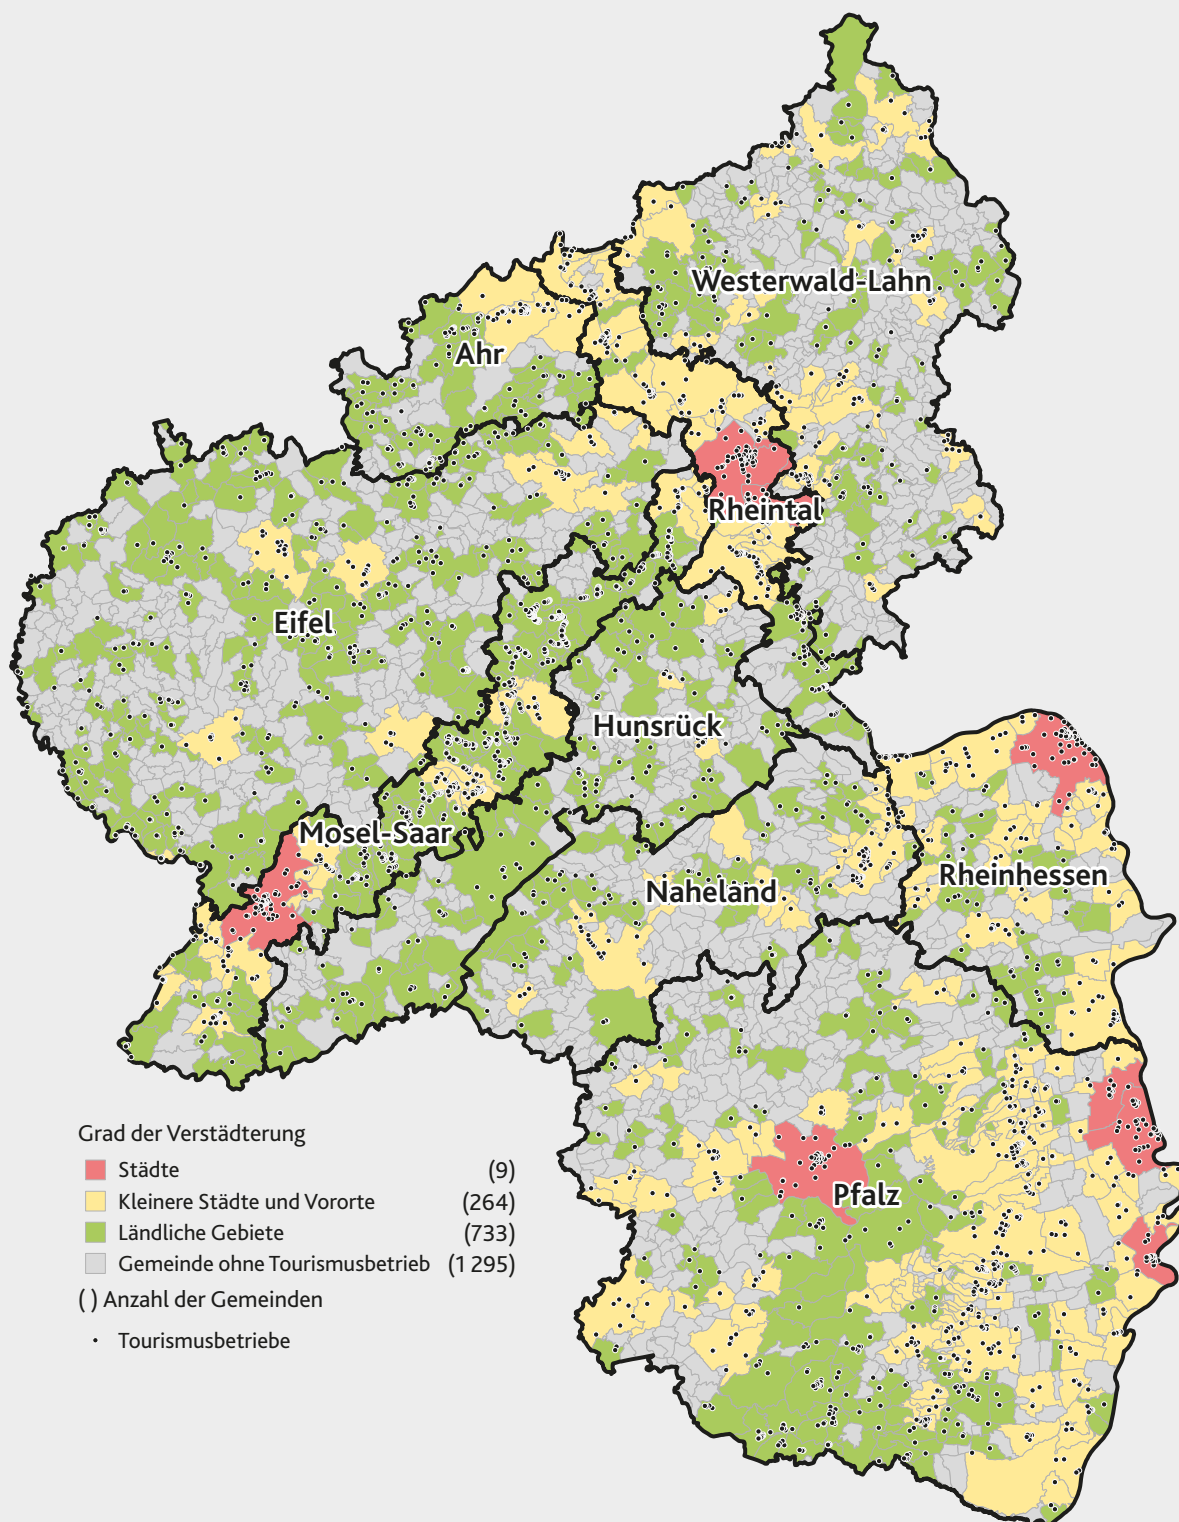 Westerwald-Lahn
Ahr
Rheintal
Eifel
Hunsrück
Mosel-Saar
Rheinhessen
Naheland
Pfalz
Grad der Verstädterung
Städte (9)
Kleinere Städte und Vororte (264)
Ländliche Gebiete (733)
Gemeinde ohne Tourismusbetrieb (1 295)
( ) Anzahl der Gemeinden
Tourismusbetriebe